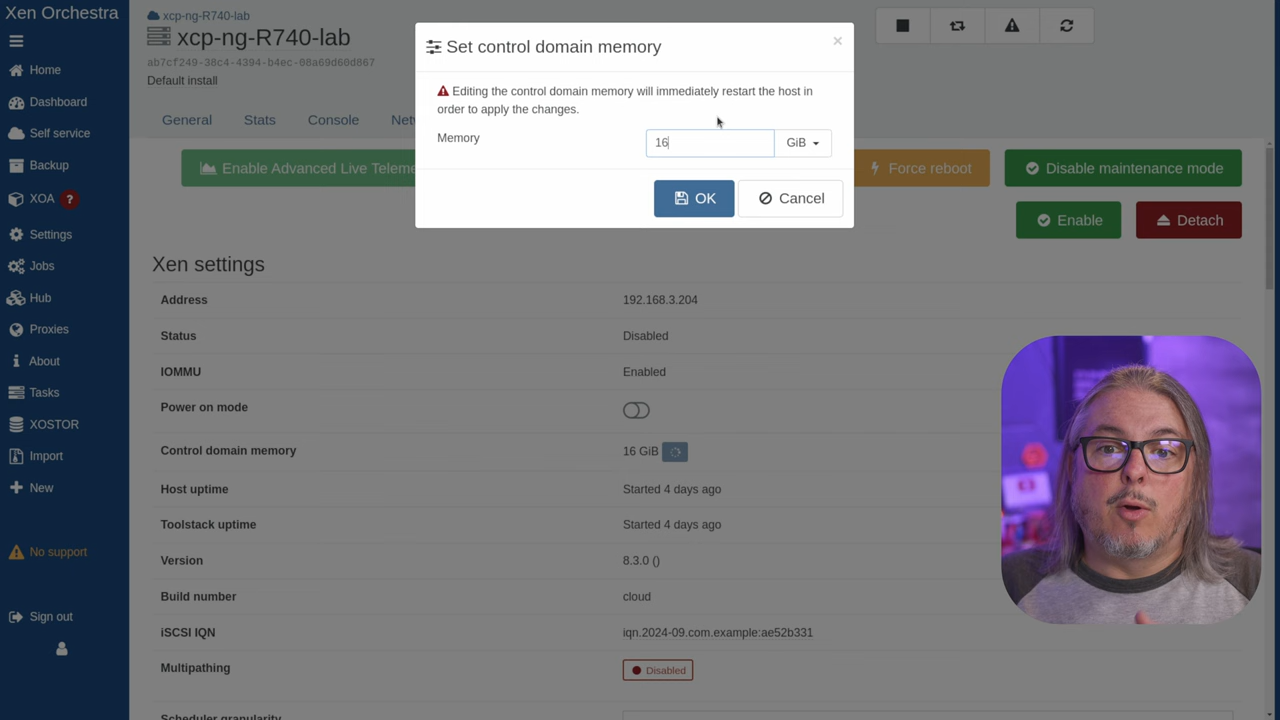 Xen Orchestra
Home
Dashboard
Self service
Backup
XOA ?
Settings
Jobs
Hub
Proxies
About
Tasks
XOSTOR
Import
New
No support
Sign out
xcp-ng-R740-lab
xcp-ng-R740-lab
ab7cf249-38c4-4394-b4ec-08a69d60d867
Default install
General
Stats
Console
Net
Set control domain memory
×
Editing the control domain memory will immediately restart the host in
order to apply the changes.
Memory
16
GiB
OK
Cancel
Enable Advanced Live Teleme
Force reboot
Disable maintenance mode
Enable
Detach
Xen settings
Address 192.168.3.204
Status Disabled
IOMMU Enabled
Power on mode
Control domain memory 16 GiB
Host uptime Started 4 days ago
Toolstack uptime Started 4 days ago
Version 8.3.0 ()
Build number cloud
iSCSI IQN iqn.2024-09.com.example:ae52b331
Multipathing Disabled
Scheduler granularity